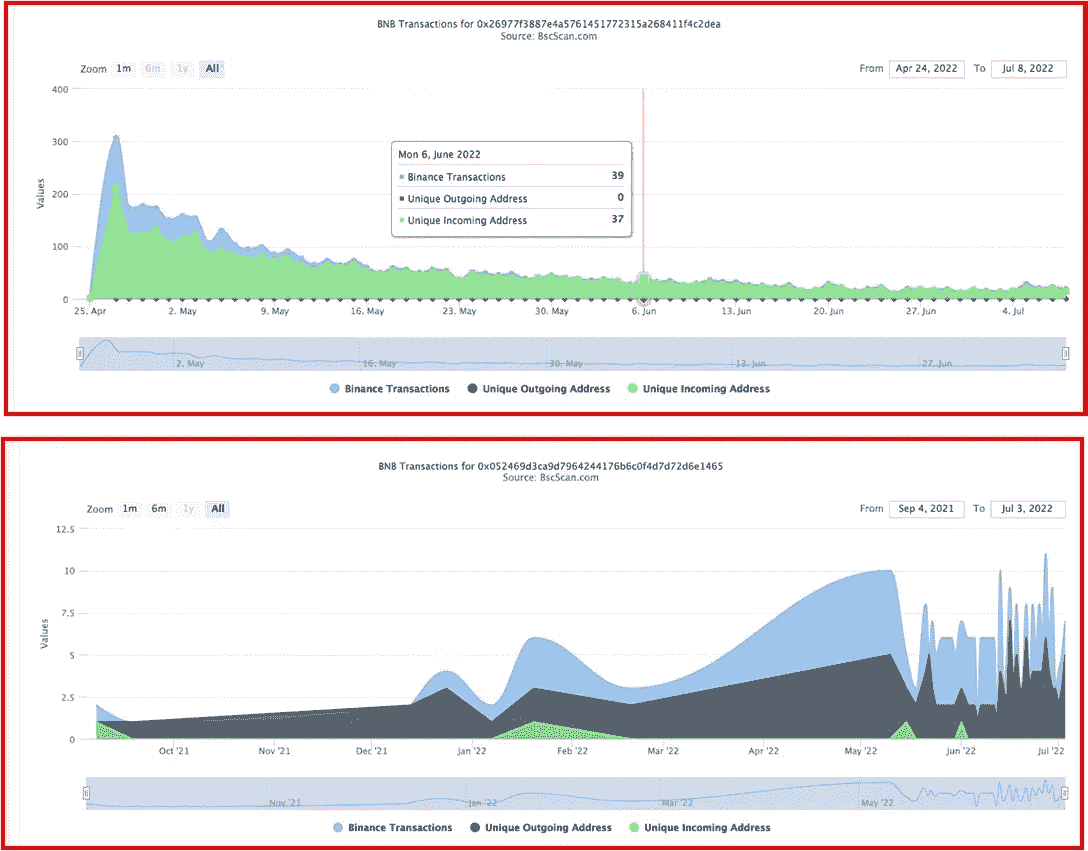 BNB Transactions for 0x26977f3887e4a5761451772315a268411f4c2dea
Source: BscScan.com
Zoom 1m 6m 1y All
From Apr 24, 2022 To Jul 8, 2022
400
300
200
100
0
Values
Mon 6, June 2022
Binance Transactions 39
Unique Outgoing Address 0
Unique Incoming Address 37
25. Apr 2. May 9. May 16. May 23. May 30. May 6. Jun 13. Jun 20. Jun 27. Jun 4. Jul
2. May 16. May 30. May 13. Jun 27. Jun
Binance Transactions Unique Outgoing Address Unique Incoming Address
BNB Transactions for 0x052469d3ca9d7964244176b6c0f4d7d72d6e1465
Source: BscScan.com
Zoom 1m 6m 1y All
From Sep 4, 2021 To Jul 3, 2022
12.5
10
7.5
5
2.5
0
Values
Oct '21 Nov '21 Dec '21 Jan '22 Feb '22 Mar '22 Apr '22 May '22 Jun '22 Jul '22
Nov '21 Jan '22 Mar '22 May '22
Binance Transactions Unique Outgoing Address Unique Incoming Address